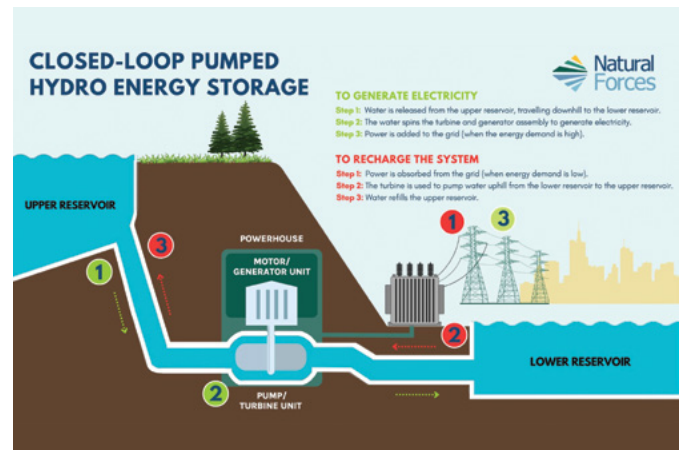 CLOSED-LOOP PUMPED
HYDRO ENERGY STORAGE
Natural
Forces
TO GENERATE ELECTRICITY
Step 1: Water is released from the upper reservoir, travelling downhill to the lower reservoir.
Step 2: The water spins the turbine and generator assembly to generate electricity.
Step 3: Power is added to the grid (when the energy demand is high).
TO RECHARGE THE SYSTEM
Step 1: Power is absorbed from the grid (when energy demand is low).
Step 2: The turbine is used to pump water uphill from the lower reservoir to the upper reservoir.
Step 3: Water refills the upper reservoir.
UPPER RESERVOIR
1
3
POWERHOUSE
MOTOR/
GENERATOR UNIT
1
3
2
LOWER RESERVOIR
2
PUMP/
TURBINE UNIT